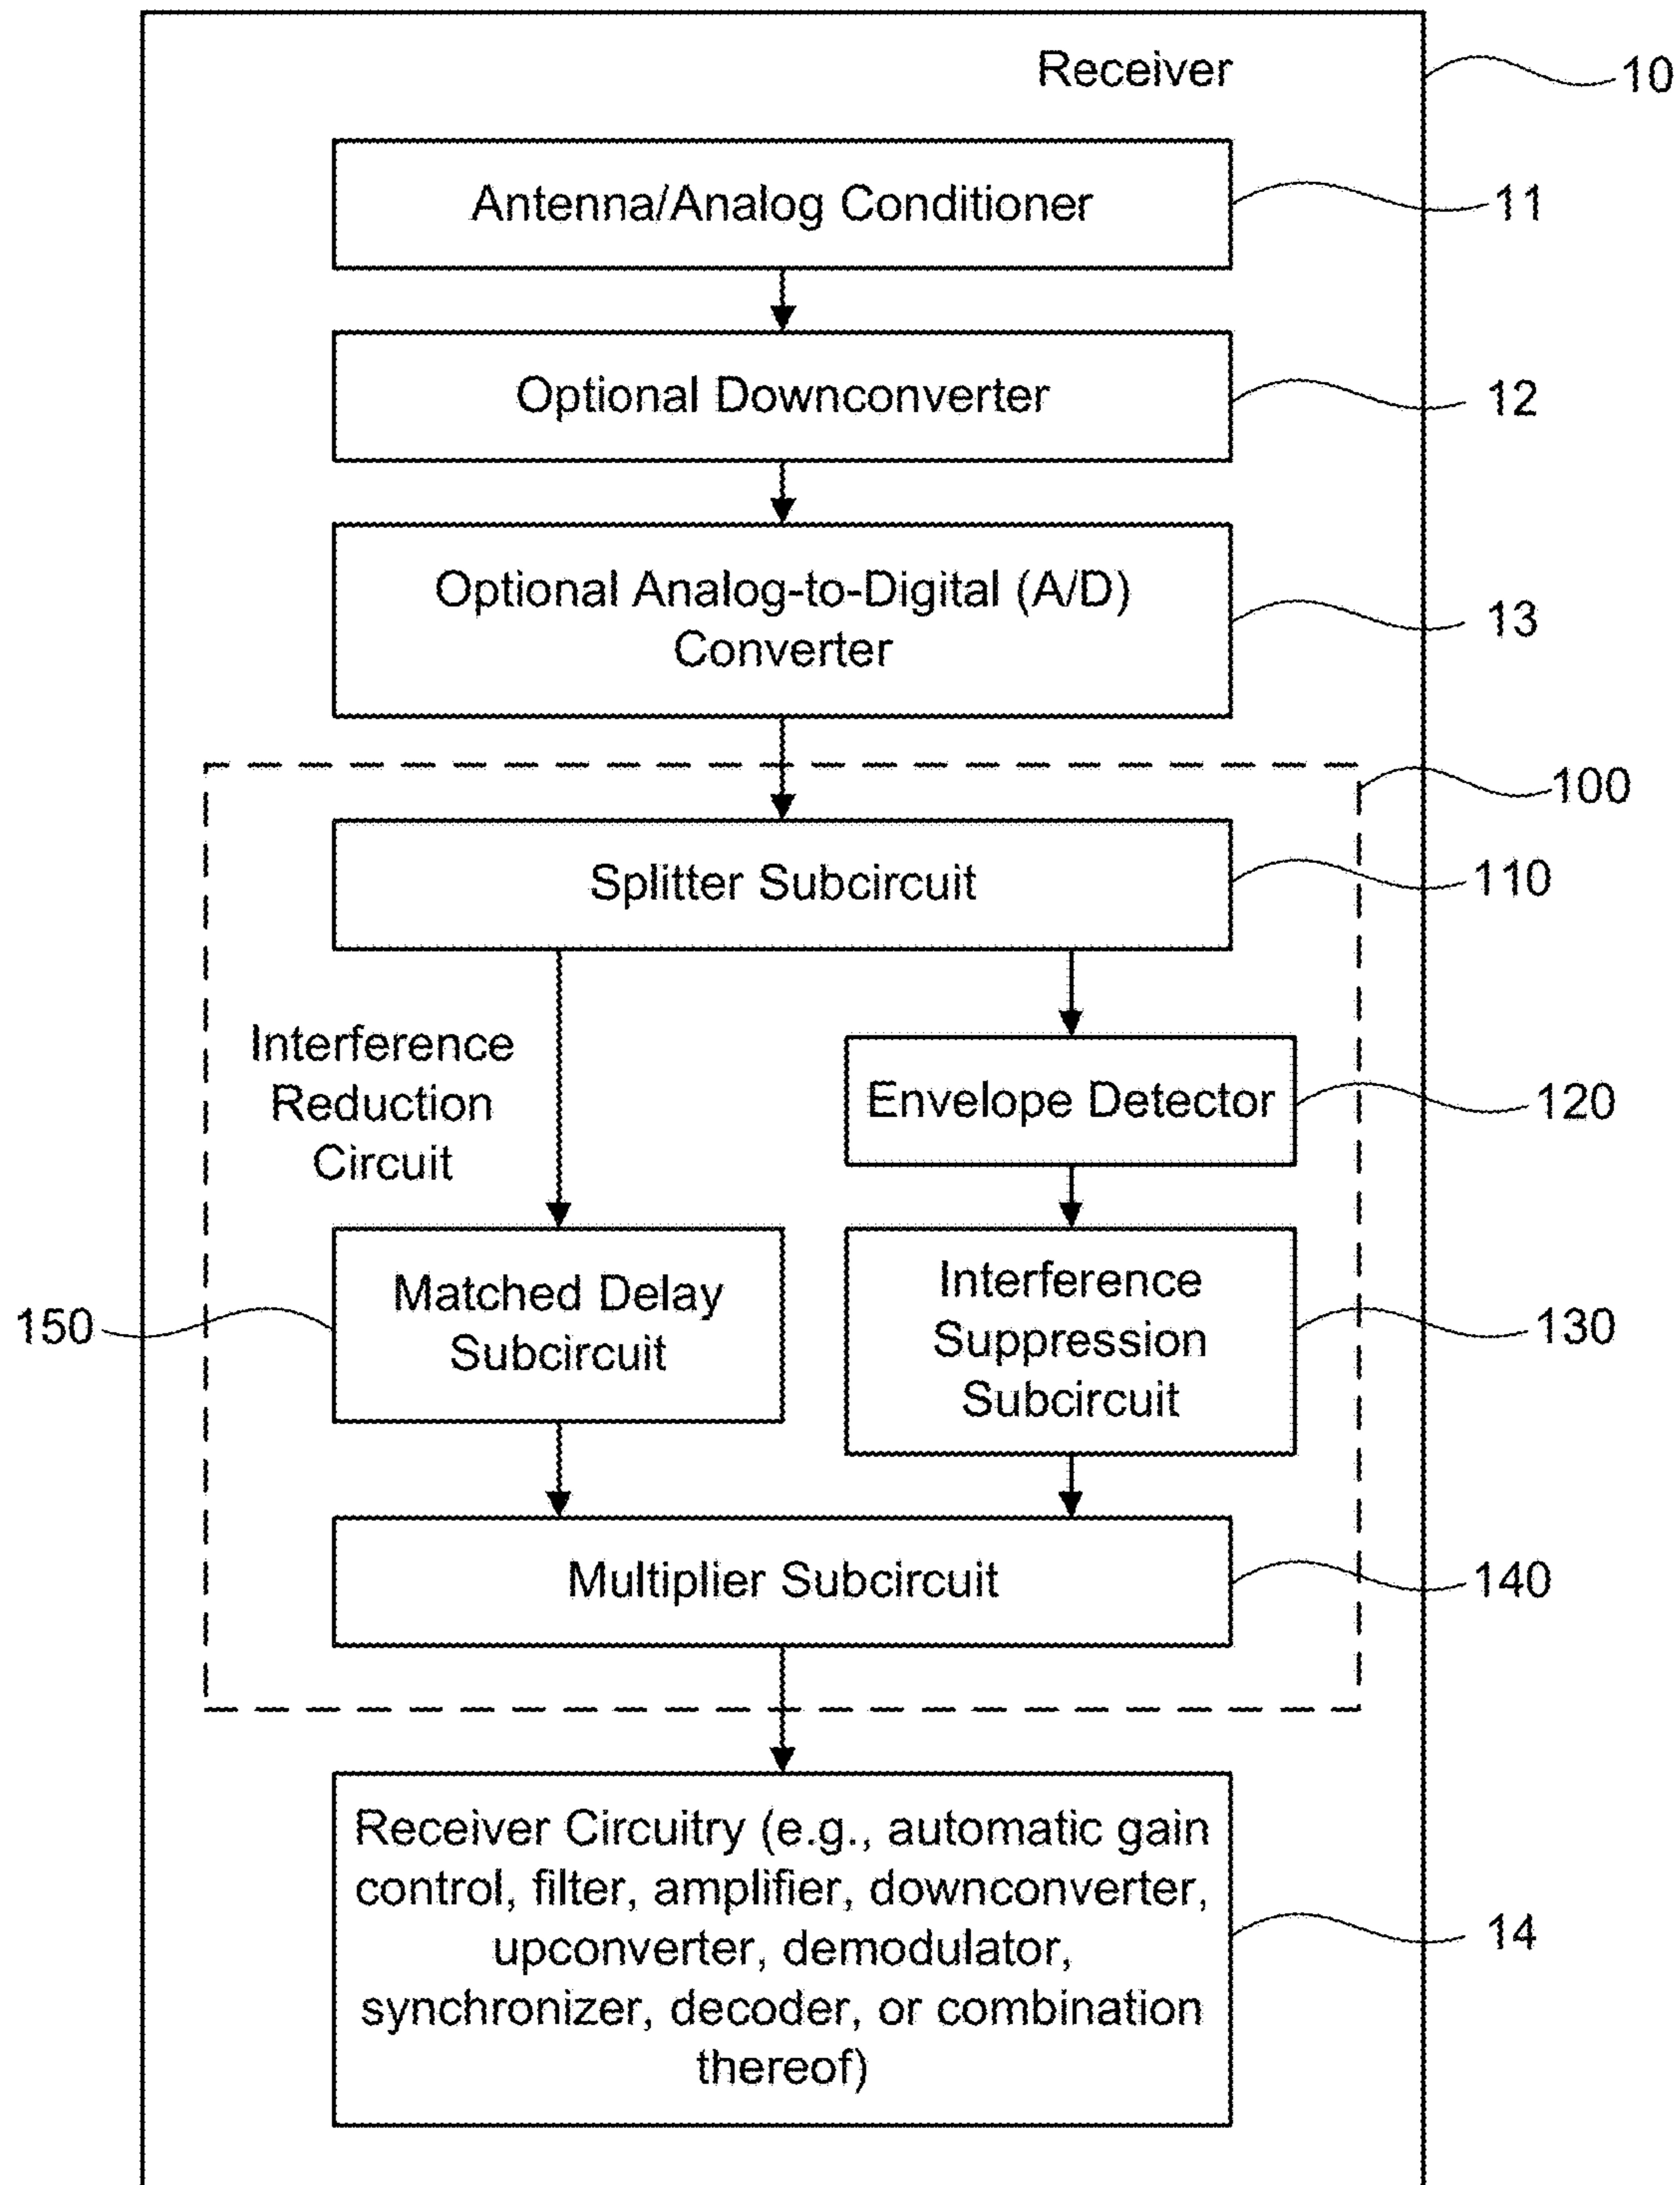 Receiver
10
Antenna/Analog Conditioner
11
Optional Downconverter
12
Optional Analog-to-Digital (A/D)
Converter
13
100
Splitter Subcircuit
110
Interference
Reduction
Circuit
Envelope Detector
120
Matched Delay
Subcircuit
150
Interference
Suppression
Subcircuit
130
Multiplier Subcircuit
140
Receiver Circuitry (e.g., automatic gain
control, filter, amplifier, downconverter,
upconverter, demodulator,
synchronizer, decoder, or combination
thereof)
14